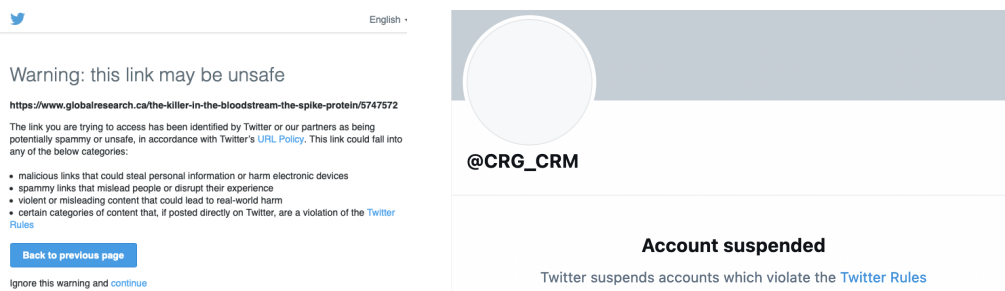 English
Warning: this link may be unsafe
https://www.globalresearch.ca/the-killer-in-the-bloodstream-the-spike-protein/5747572
The link you are trying to access has been identified by Twitter or our partners as being
potentially spammy or unsafe, in accordance with Twitter's URL Policy. This link could fall into
any of the below categories:
• malicious links that could steal personal information or harm electronic devices
• spammy links that mislead people or disrupt their experience
• violent or misleading content that could lead to real-world harm
• certain categories of content that, if posted directly on Twitter, are a violation of the Twitter
Rules
Back to previous page
Ignore this warning and continue
@CRG_CRM
Account suspended
Twitter suspends accounts which violate the Twitter Rules